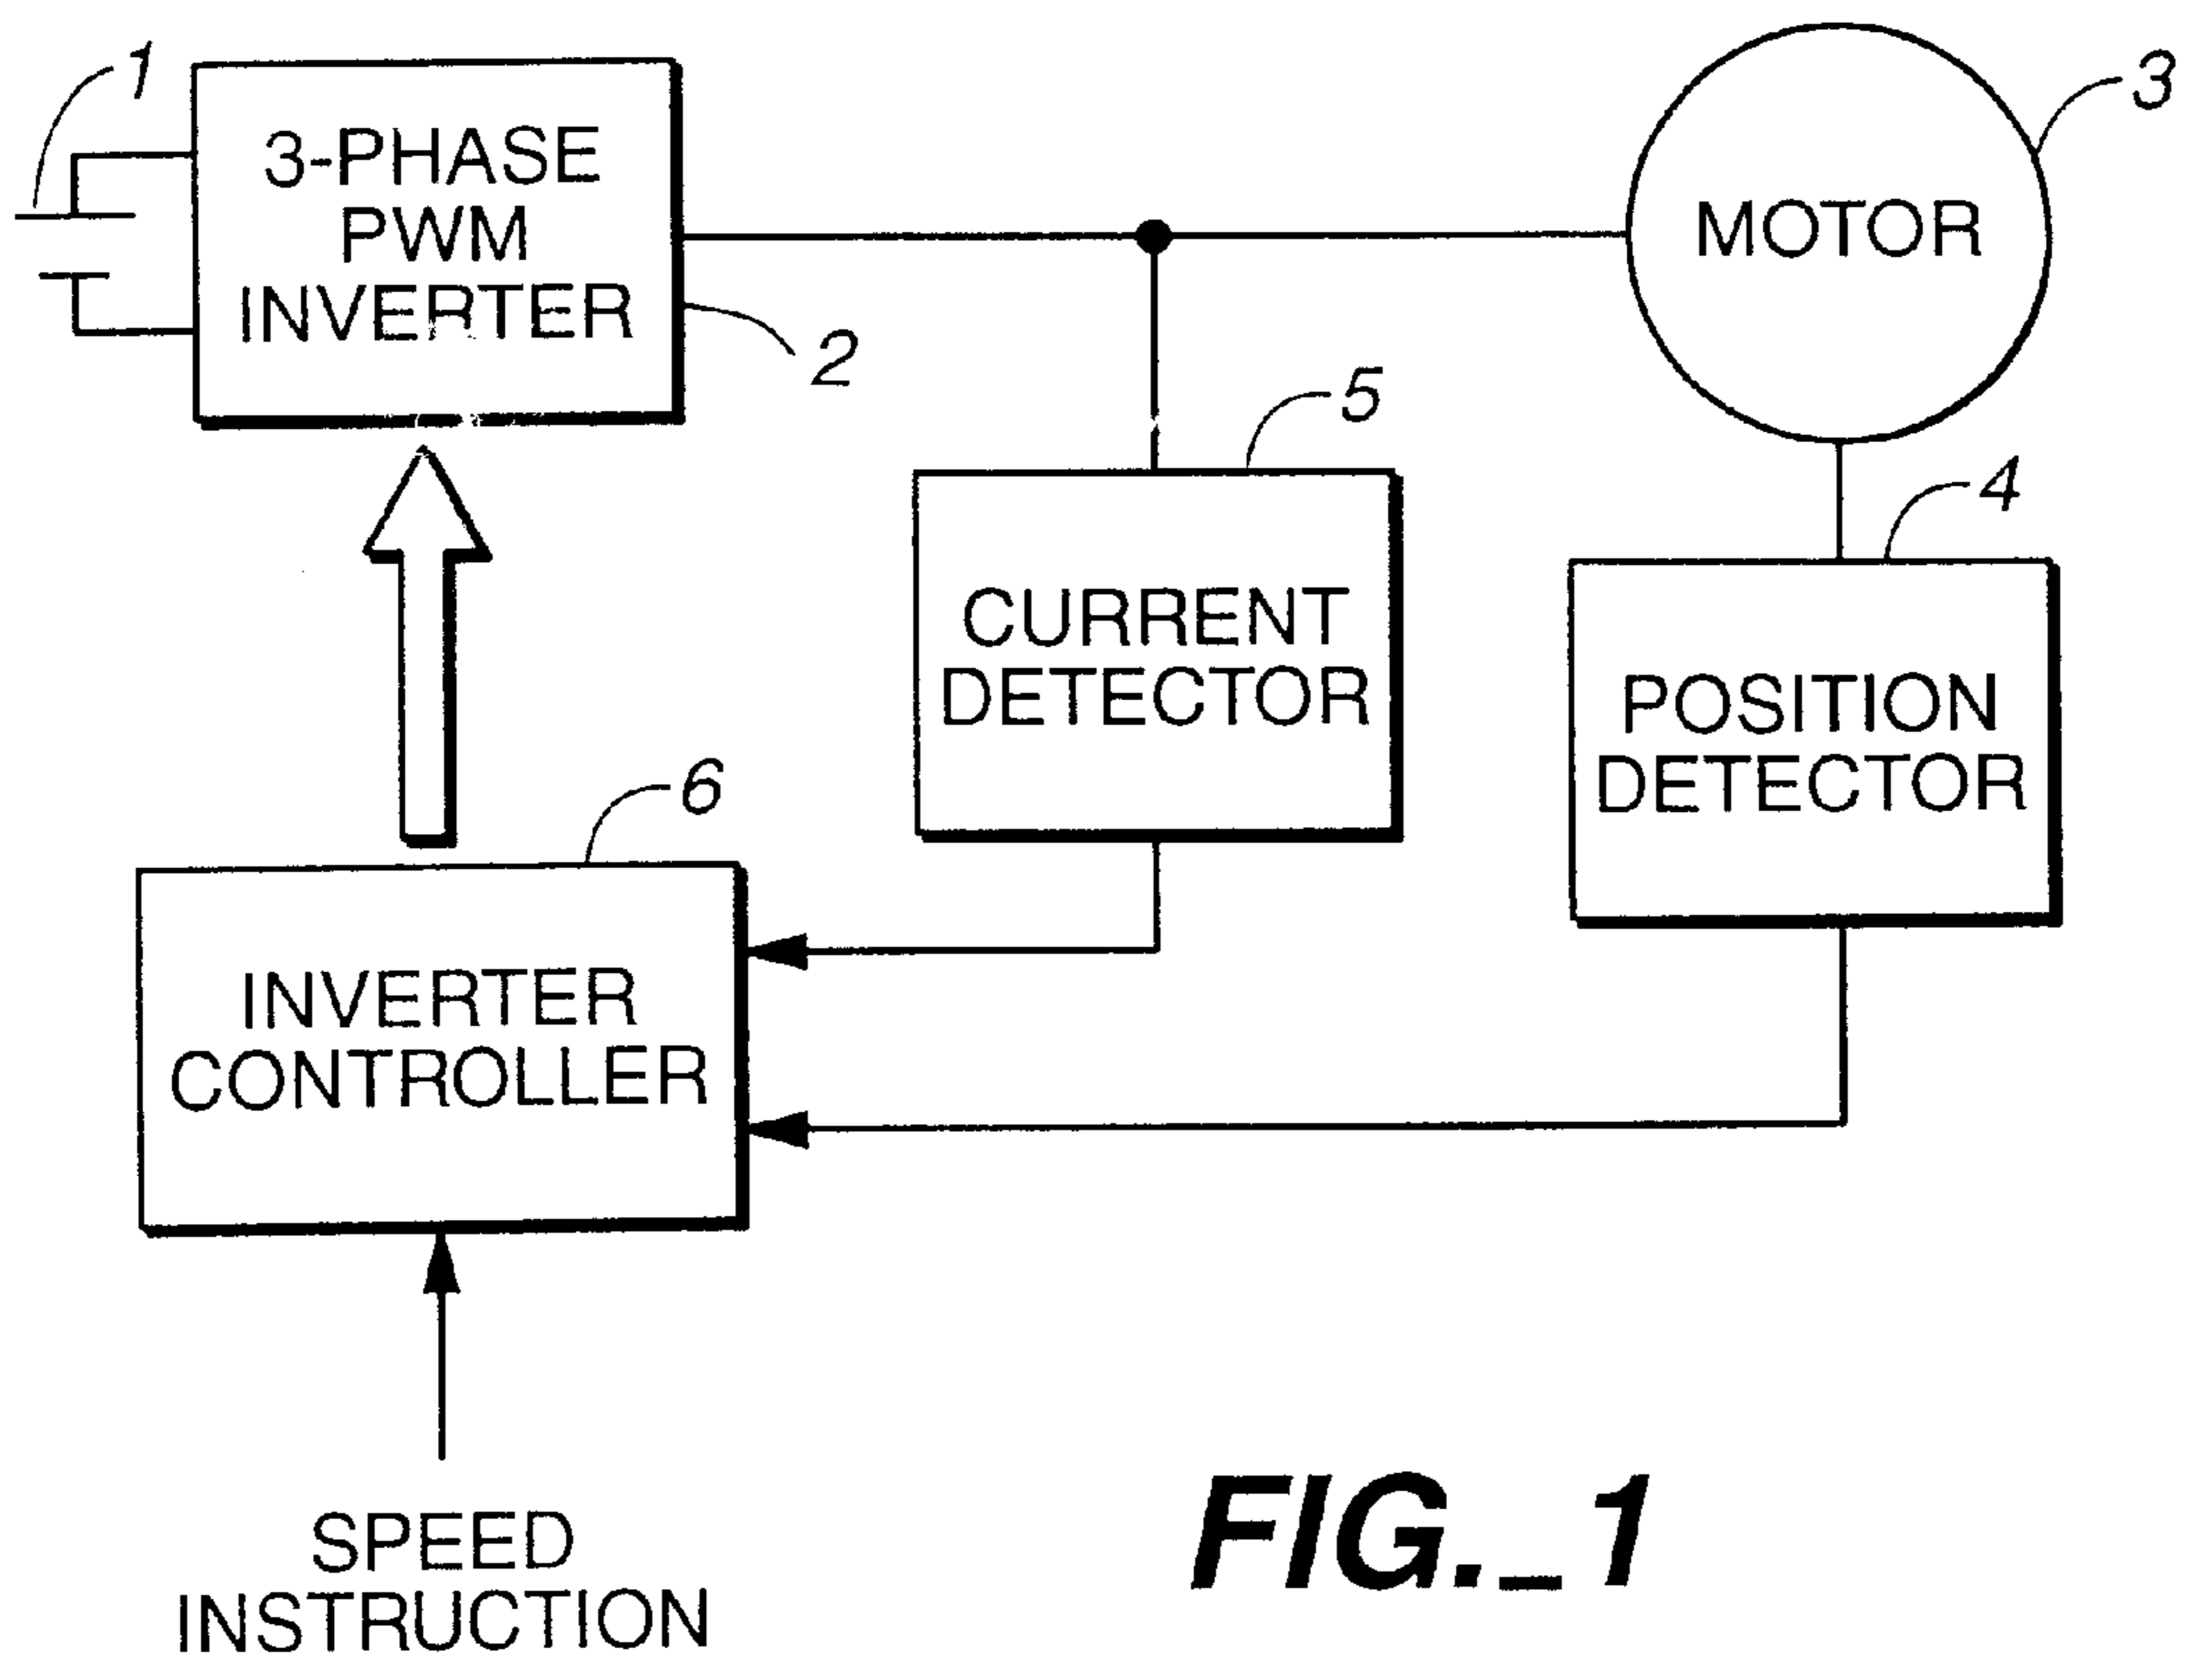 1
3-PHASE
PWM
INVERTER
2
MOTOR
3
5
CURRENT
DETECTOR
4
POSITION
DETECTOR
6
INVERTER
CONTROLLER
SPEED
INSTRUCTION
FIG._1